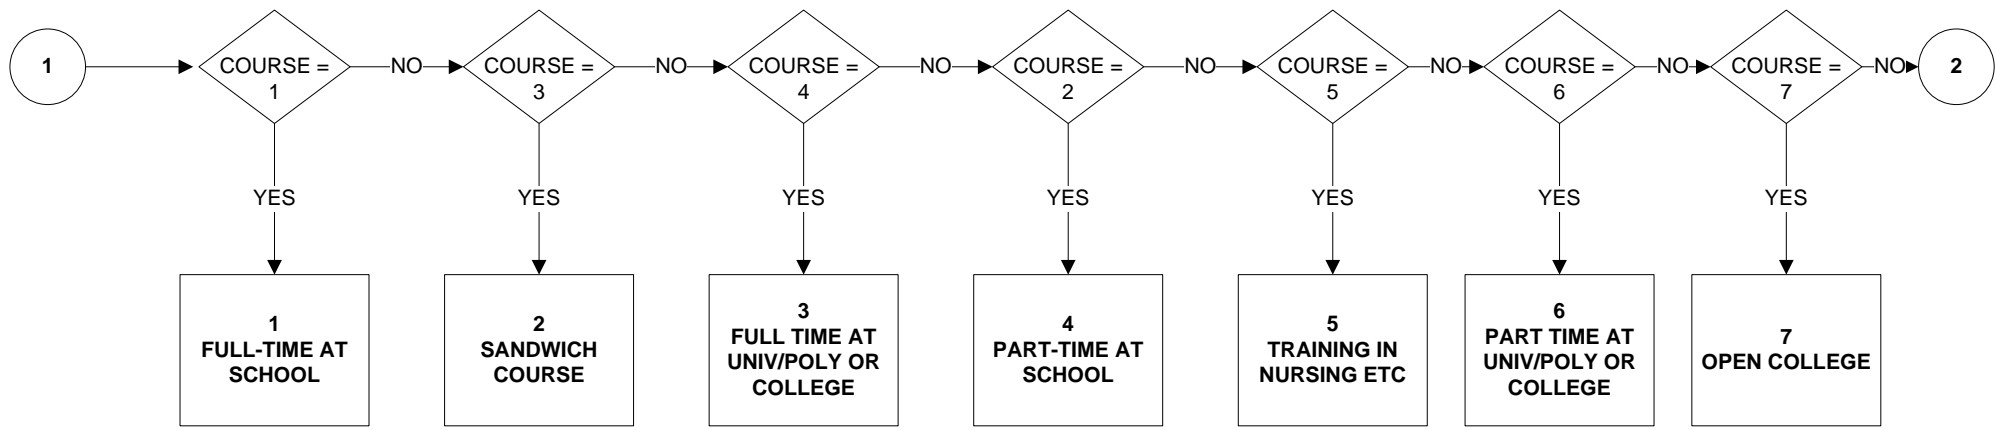 1
COURSE =
1
NO
COURSE =
3
NO
COURSE =
4
NO
COURSE =
2
NO
COURSE =
5
NO
COURSE =
6
NO
COURSE =
7
NO
2
YES
YES
YES
YES
YES
YES
YES
1
FULL-TIME AT
SCHOOL
2
SANDWICH
COURSE
3
FULL TIME AT
UNIV/POLY OR
COLLEGE
4
PART-TIME AT
SCHOOL
5
TRAINING IN
NURSING ETC
6
PART TIME AT
UNIV/POLY OR
COLLEGE
7
OPEN COLLEGE